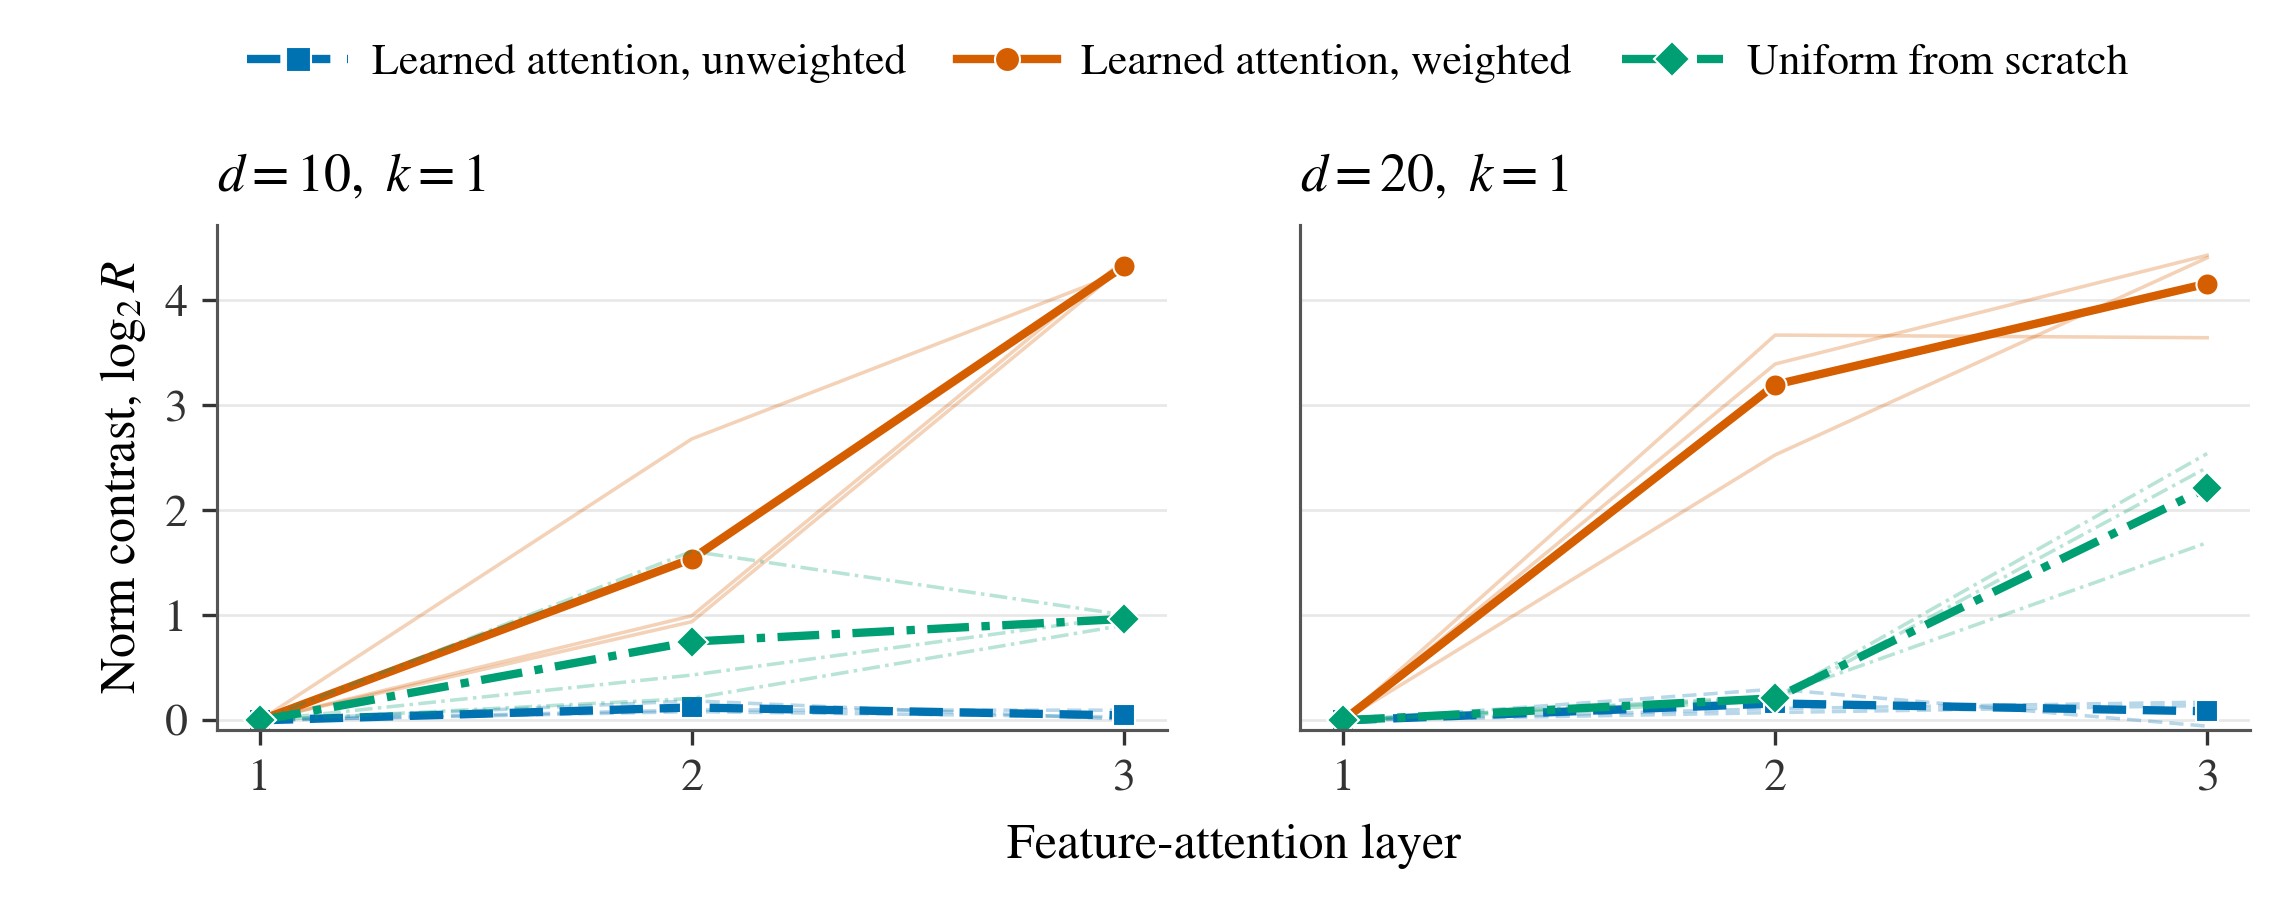 Learned attention, unweighted Learned attention, weighted Uniform from scratch
d = 10, k = 1
d = 20, k = 1
Norm contrast, log₂ R
4
3
2
1
0
1 2 3
1 2 3
Feature-attention layer